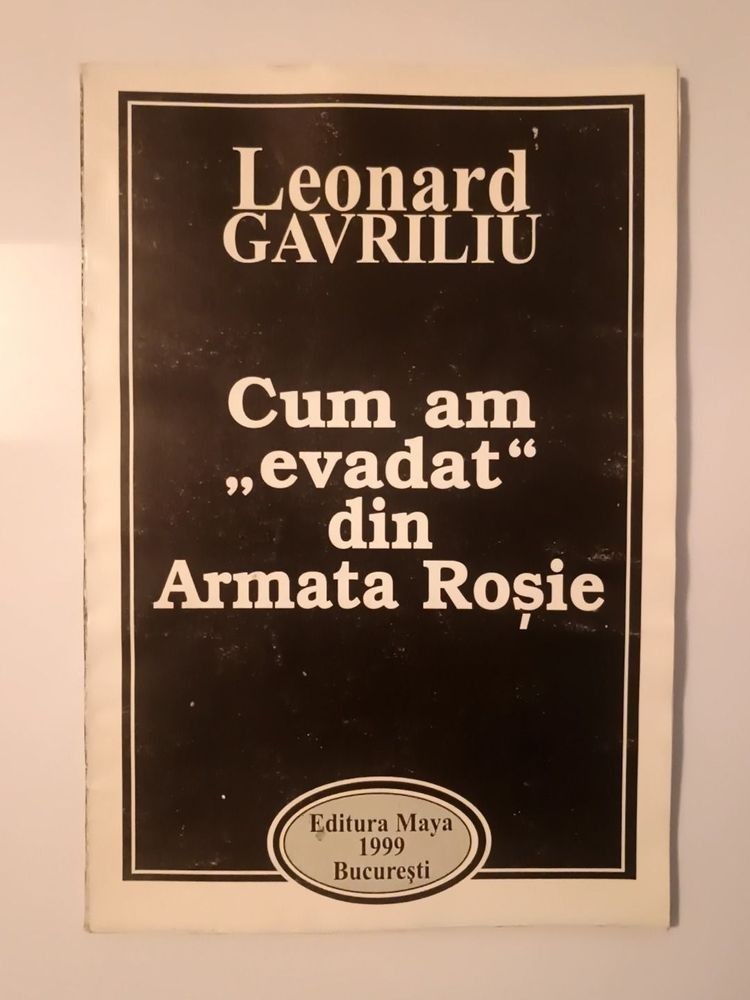 Leonard
GAVRILIU
Cum am
„evadat“
din
Armata Roșie
Editura Maya
1999
București